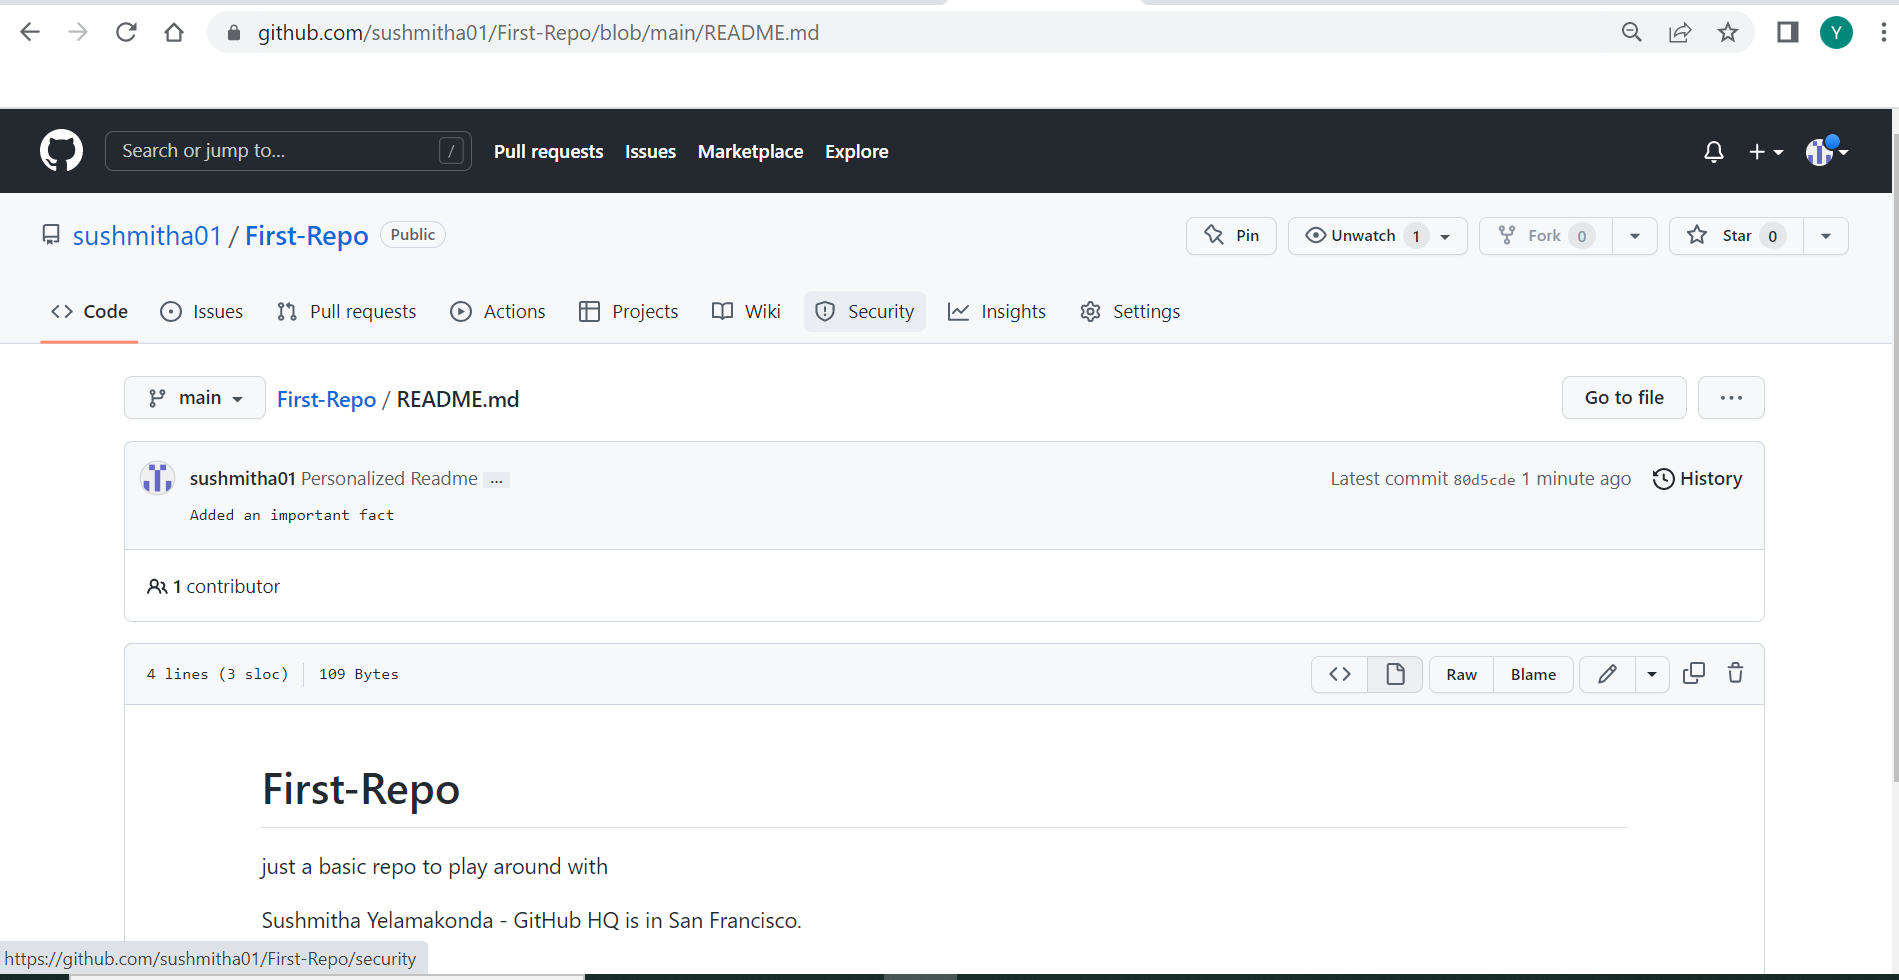 github.com/sushmitha01/First-Repo/blob/main/README.md
Y
Search or jump to... /
Pull requests Issues Marketplace Explore
sushmitha01 / First-Repo Public
Pin Unwatch 1 Fork 0 Star 0
Code Issues Pull requests Actions Projects Wiki Security Insights Settings
main First-Repo / README.md Go to file ...
sushmitha01 Personalized Readme ... Latest commit 80d5cde 1 minute ago History
Added an important fact
1 contributor
4 lines (3 sloc) 109 Bytes Raw Blame
First-Repo
just a basic repo to play around with
Sushmitha Yelamakonda - GitHub HQ is in San Francisco.
https://github.com/sushmitha01/First-Repo/security